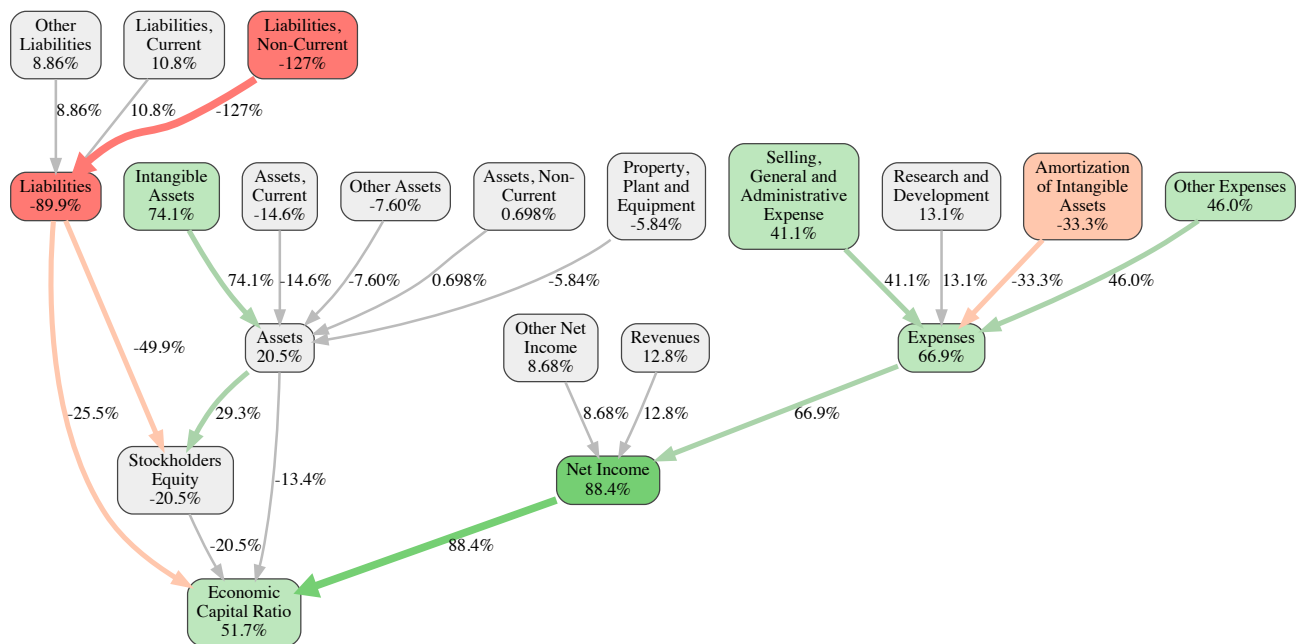 Other
Liabilities
8.86%
Liabilities,
Current
10.8%
Liabilities,
Non-Current
-127%
8.86%
10.8%
-127%
Liabilities
-89.9%
Intangible
Assets
74.1%
Assets,
Current
-14.6%
Other Assets
-7.60%
Assets, Non-
Current
0.698%
Property,
Plant and
Equipment
-5.84%
Selling,
General and
Administrative
Expense
41.1%
Research and
Development
13.1%
Amortization
of Intangible
Assets
-33.3%
Other Expenses
46.0%
74.1%
-14.6%
-7.60%
0.698%
-5.84%
41.1%
13.1%
-33.3%
46.0%
-49.9%
Assets
20.5%
Other Net
Income
8.68%
Revenues
12.8%
Expenses
66.9%
-25.5%
29.3%
8.68%
12.8%
66.9%
Stockholders
Equity
-20.5%
-13.4%
Net Income
88.4%
-20.5%
88.4%
Economic
Capital Ratio
51.7%